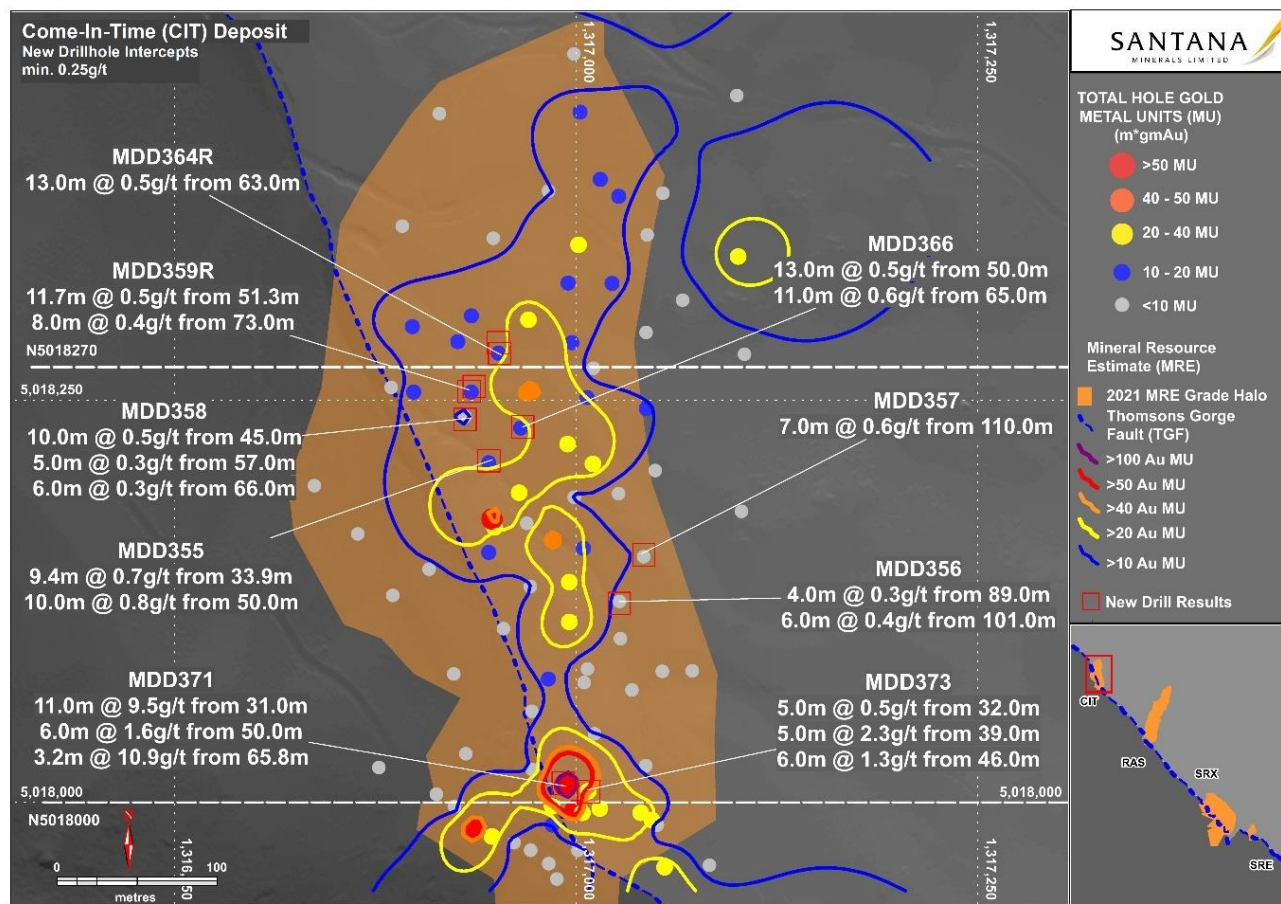 Come-In-Time (CIT) Deposit
New Drillhole Intercepts
min. 0.25g/t
1,317,000
1,317,250
MDD364R
13.0m @ 0.5g/t from 63.0m
MDD359R
11.7m @ 0.5g/t from 51.3m
8.0m @ 0.4g/t from 73.0m
MDD366
13.0m @ 0.5g/t from 50.0m
11.0m @ 0.6g/t from 65.0m
N5018270
5,018,250
MDD358
10.0m @ 0.5g/t from 45.0m
5.0m @ 0.3g/t from 57.0m
6.0m @ 0.3g/t from 66.0m
MDD357
7.0m @ 0.6g/t from 110.0m
MDD355
9.4m @ 0.7g/t from 33.9m
10.0m @ 0.8g/t from 50.0m
MDD356
4.0m @ 0.3g/t from 89.0m
6.0m @ 0.4g/t from 101.0m
MDD371
11.0m @ 9.5g/t from 31.0m
6.0m @ 1.6g/t from 50.0m
3.2m @ 10.9g/t from 65.8m
MDD373
5.0m @ 0.5g/t from 32.0m
5.0m @ 2.3g/t from 39.0m
6.0m @ 1.3g/t from 46.0m
5,018,000
N5018000
0 100
metres
1,317,000
1,317,250
SANTANA
MINERALS LIMITED
TOTAL HOLE GOLD
METAL UNITS (MU)
(m*gmAu)
>50 MU
40 - 50 MU
20 - 40 MU
10 - 20 MU
<10 MU
Mineral Resource
Estimate (MRE)
2021 MRE Grade Halo
Thomsons Gorge
Fault (TGF)
>100 Au MU
>50 Au MU
>40 Au MU
>20 Au MU
>10 Au MU
New Drill Results
CIT
RAS
SRX
SRE